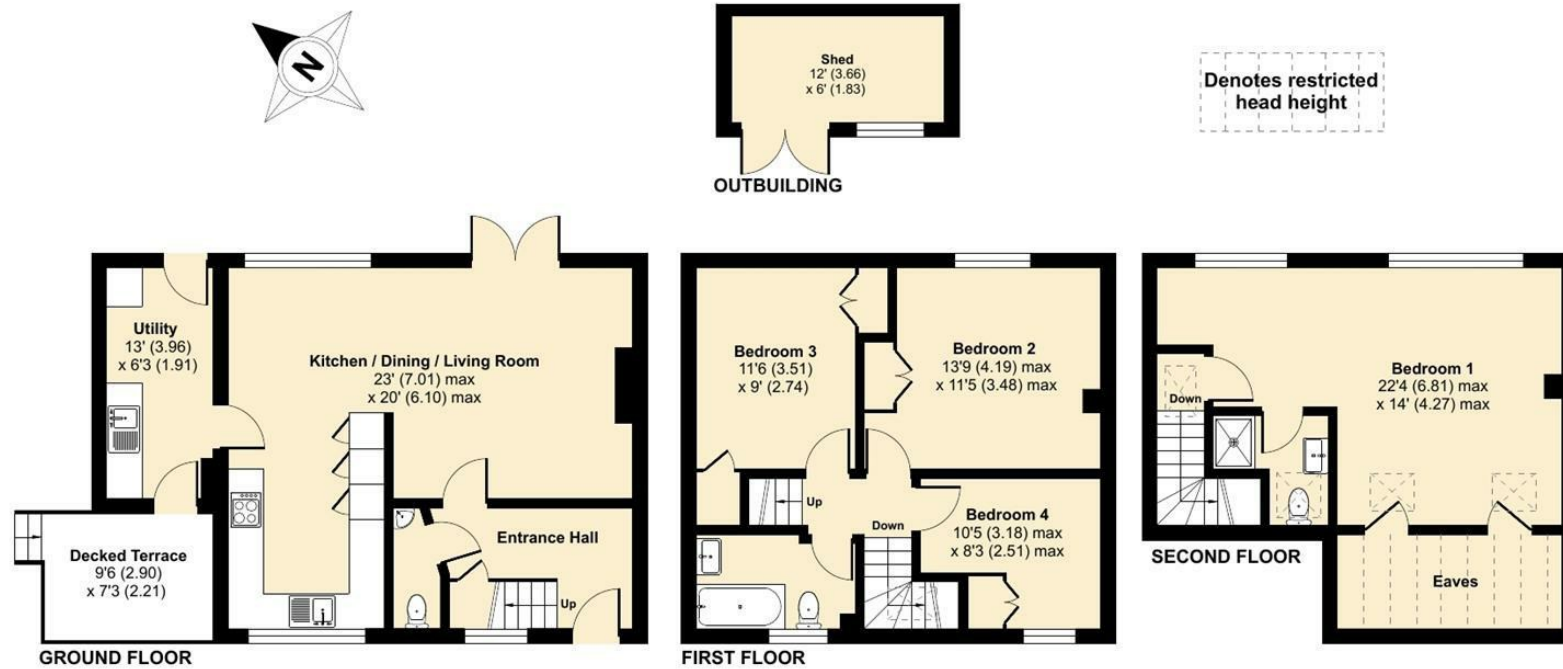 N
Shed
12' (3.66)
x 6' (1.83)
OUTBUILDING
Denotes restricted
head height
Utility
13' (3.96)
x 6'3 (1.91)
Kitchen / Dining / Living Room
23' (7.01) max
x 20' (6.10) max
Entrance Hall
Up
Decked Terrace
9'6 (2.90)
x 7'3 (2.21)
GROUND FLOOR
Bedroom 3
11'6 (3.51)
x 9' (2.74)
Bedroom 2
13'9 (4.19) max
x 11'5 (3.48) max
Up
Down
Bedroom 4
10'5 (3.18) max
x 8'3 (2.51) max
FIRST FLOOR
Bedroom 1
22'4 (6.81) max
x 14' (4.27) max
Down
Eaves
SECOND FLOOR